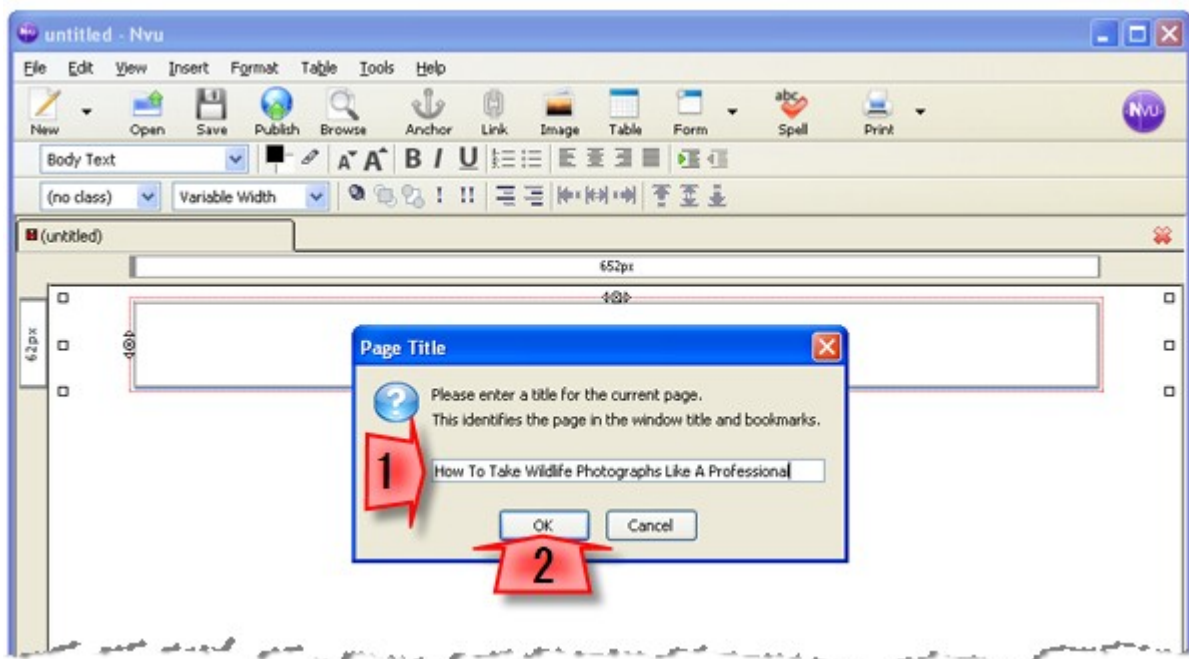 untitled - Nvu
File Edit View Insert Format Table Tools Help
New Open Save Publish Browse Anchor Link Image Table Form abc Spell Print Nvu
Body Text A A B I U
(no class) Variable Width ! !!
(untitled)
652px
62px
Page Title
Please enter a title for the current page.
This identifies the page in the window title and bookmarks.
1 How To Take Wildlife Photographs Like A Professional
OK Cancel
2